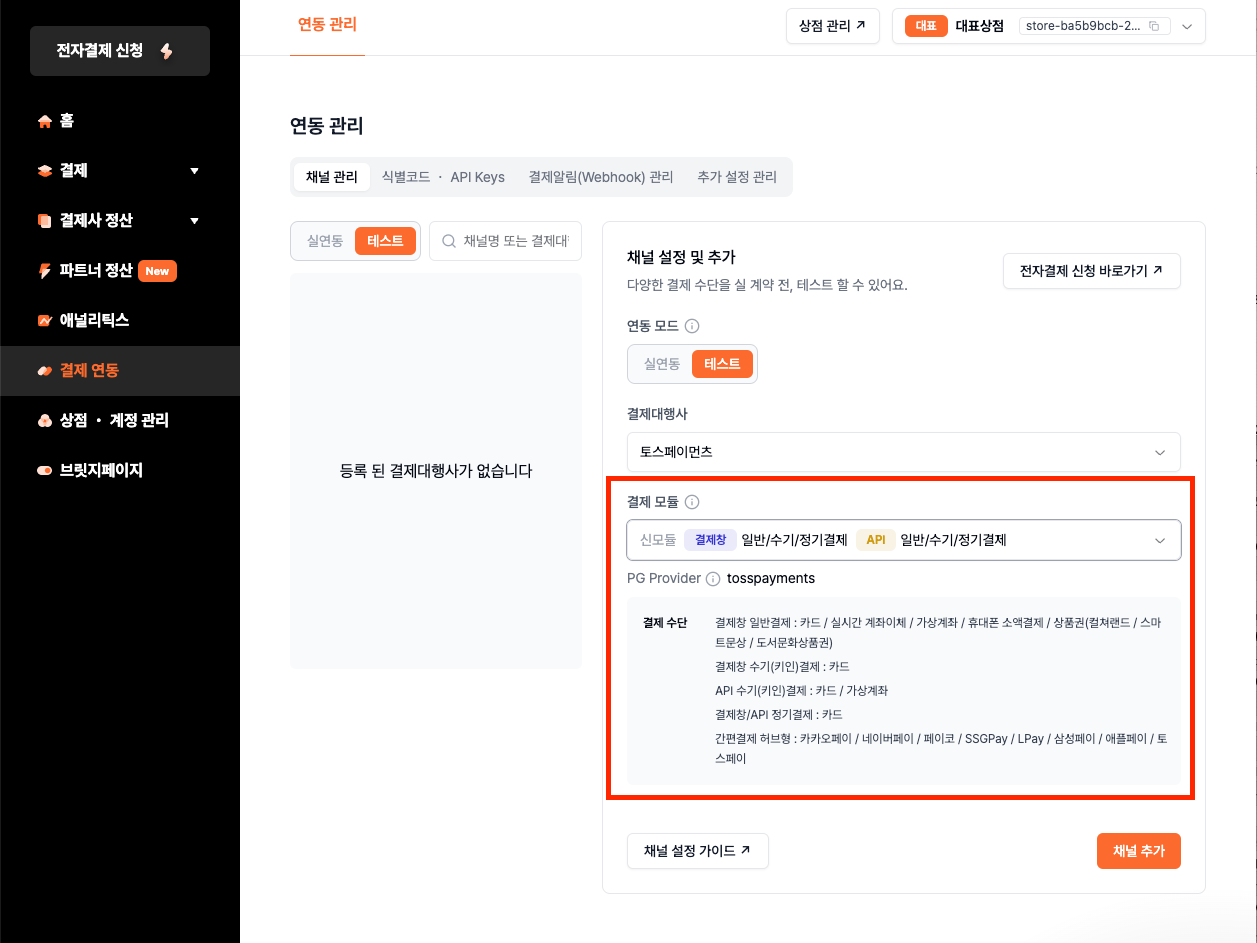 전자결제 신청
홈
결제
결제사 정산
파트너 정산 New
애널리틱스
결제 연동
상점 · 계정 관리
브릿지페이지
연동 관리
상점 관리
대표 대표상점 store-ba5b9bcb-2...
연동 관리
채널 관리 식별코드 · API Keys 결제알림(Webhook) 관리 추가 설정 관리
실연동 테스트
채널명 또는 결제대
등록 된 결제대행사가 없습니다
채널 설정 및 추가
다양한 결제 수단을 실 계약 전, 테스트 할 수 있어요.
전자결제 신청 바로가기
연동 모드
실연동 테스트
결제대행사
토스페이먼츠
결제 모듈
신모듈 결제창 일반/수기/정기결제 API 일반/수기/정기결제
PG Provider tosspayments
결제 수단
결제창 일반결제 : 카드 / 실시간 계좌이체 / 가상계좌 / 휴대폰 소액결제 / 상품권(컬쳐랜드 / 스마
트문상 / 도서문화상품권)
결제창 수기(키인)결제 : 카드
API 수기(키인)결제 : 카드 / 가상계좌
결제창/API 정기결제 : 카드
간편결제 허브형 : 카카오페이 / 네이버페이 / 페이코 / SSGPay / LPay / 삼성페이 / 애플페이 / 토
스페이
채널 설정 가이드
채널 추가